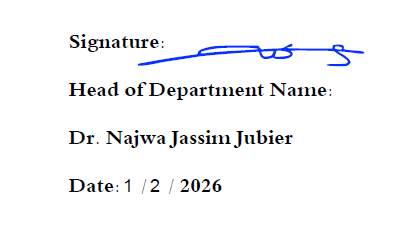 Signature:
Head of Department Name:
Dr. Najwa Jassim Jubier
Date: 1 / 2 / 2026